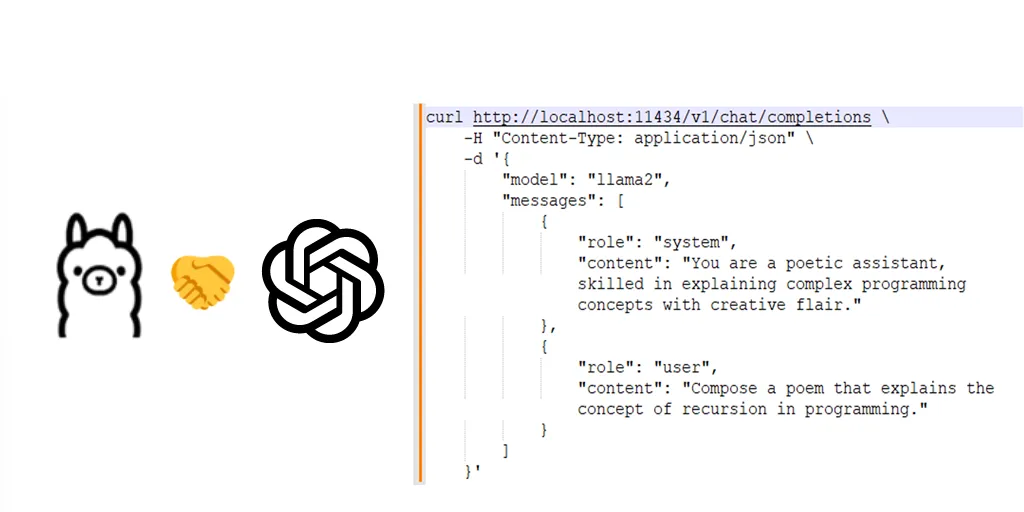 curl http://localhost:11434/v1/chat/completions \
-H "Content-Type: application/json" \
-d '{
"model": "llama2",
"messages": [
{
"role": "system",
"content": "You are a poetic assistant,
skilled in explaining complex programming
concepts with creative flair."
},
{
"role": "user",
"content": "Compose a poem that explains the
concept of recursion in programming."
}
]
}'